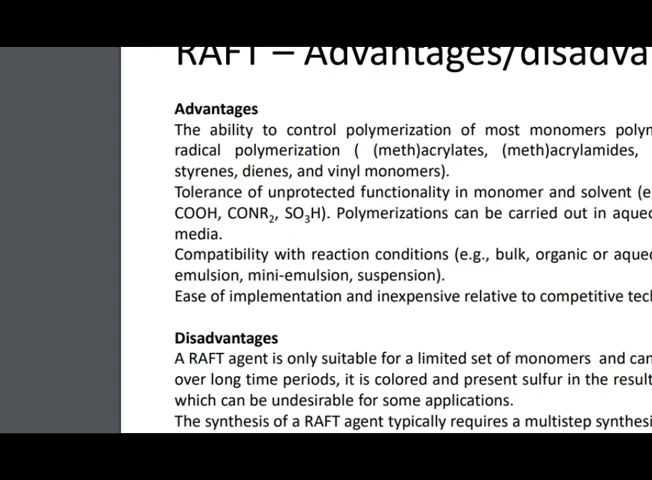 RAFT – Advantages/disadva
Advantages
The ability to control polymerization of most monomers polym
radical polymerization ( (meth)acrylates, (meth)acrylamides,
styrenes, dienes, and vinyl monomers).
Tolerance of unprotected functionality in monomer and solvent (e
COOH, CONR₂, SO₃H). Polymerizations can be carried out in aqueo
media.
Compatibility with reaction conditions (e.g., bulk, organic or aqueo
emulsion, mini-emulsion, suspension).
Ease of implementation and inexpensive relative to competitive tec
Disadvantages
A RAFT agent is only suitable for a limited set of monomers and can
over long time periods, it is colored and present sulfur in the result
which can be undesirable for some applications.
The synthesis of a RAFT agent typically requires a multistep synthesi